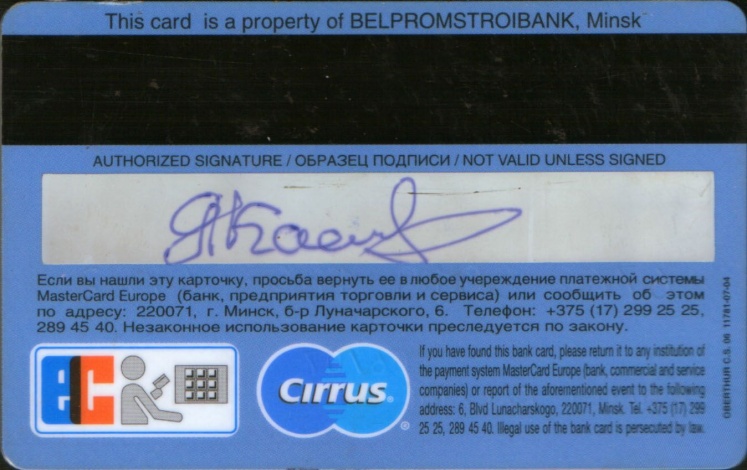 This card is a property of BELPROMSTROIBANK, Minsk
AUTHORIZED SIGNATURE / ОБРАЗЕЦ ПОДПИСИ / NOT VALID UNLESS SIGNED
Если вы нашли эту карточку, просьба вернуть ее в любое учереждение платежной системы
MasterCard Europe (банк, предприятия торговли и сервиса) или сообщить об этом
по адресу: 220071, г. Минск, б-р Луначарского, 6. Телефон: +375 (17) 299 25 25,
289 45 40. Незаконное использование карточки преследуется по закону.
ec
Cirrus®
If you have found this bank card, please return it to any institution of
the payment system MasterCard Europe (bank, commercial and service
companies) or report of the aforementioned event to the following
address: 6, Blvd Lunacharskogo, 220071, Minsk. Tel. +375 (17) 299
25 25, 289 45 40. Illegal use of the bank card is persecuted by law.
OBERTHUR C.S. 06 11781-07-04